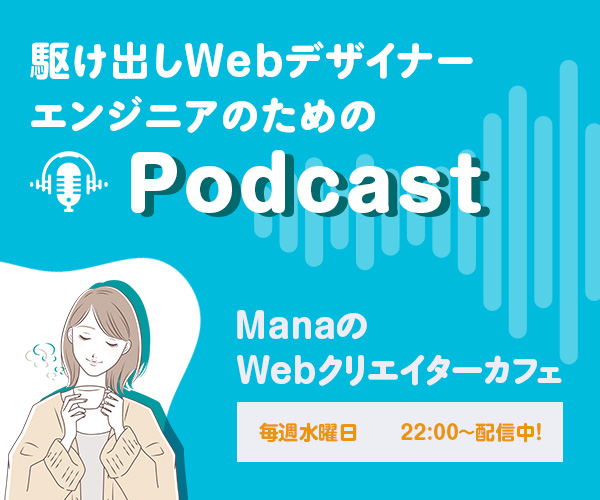 駆け出しWebデザイナー
エンジニアのための
Podcast
Manaの
Webクリエイターカフェ
毎週水曜日 22:00~配信中!